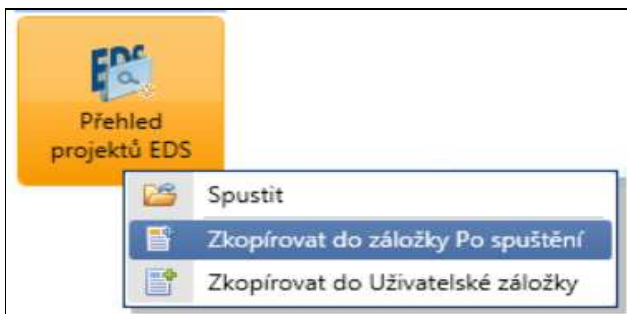 EDS
Přehled
projektů EDS
Spustit
Zkopírovat do záložky Po spuštění
Zkopírovat do Uživatelské záložky